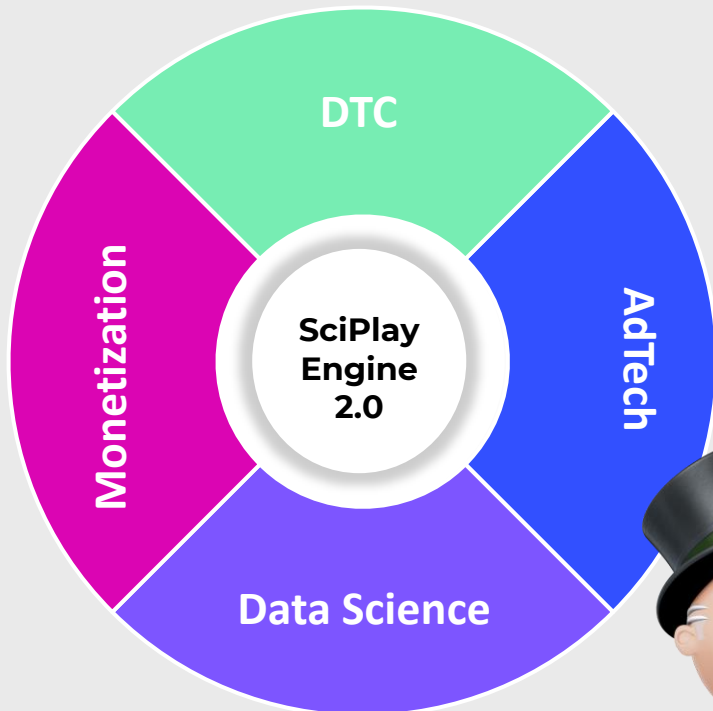 DTC
Monetization
SciPlay
Engine
2.0
AdTech
Data Science